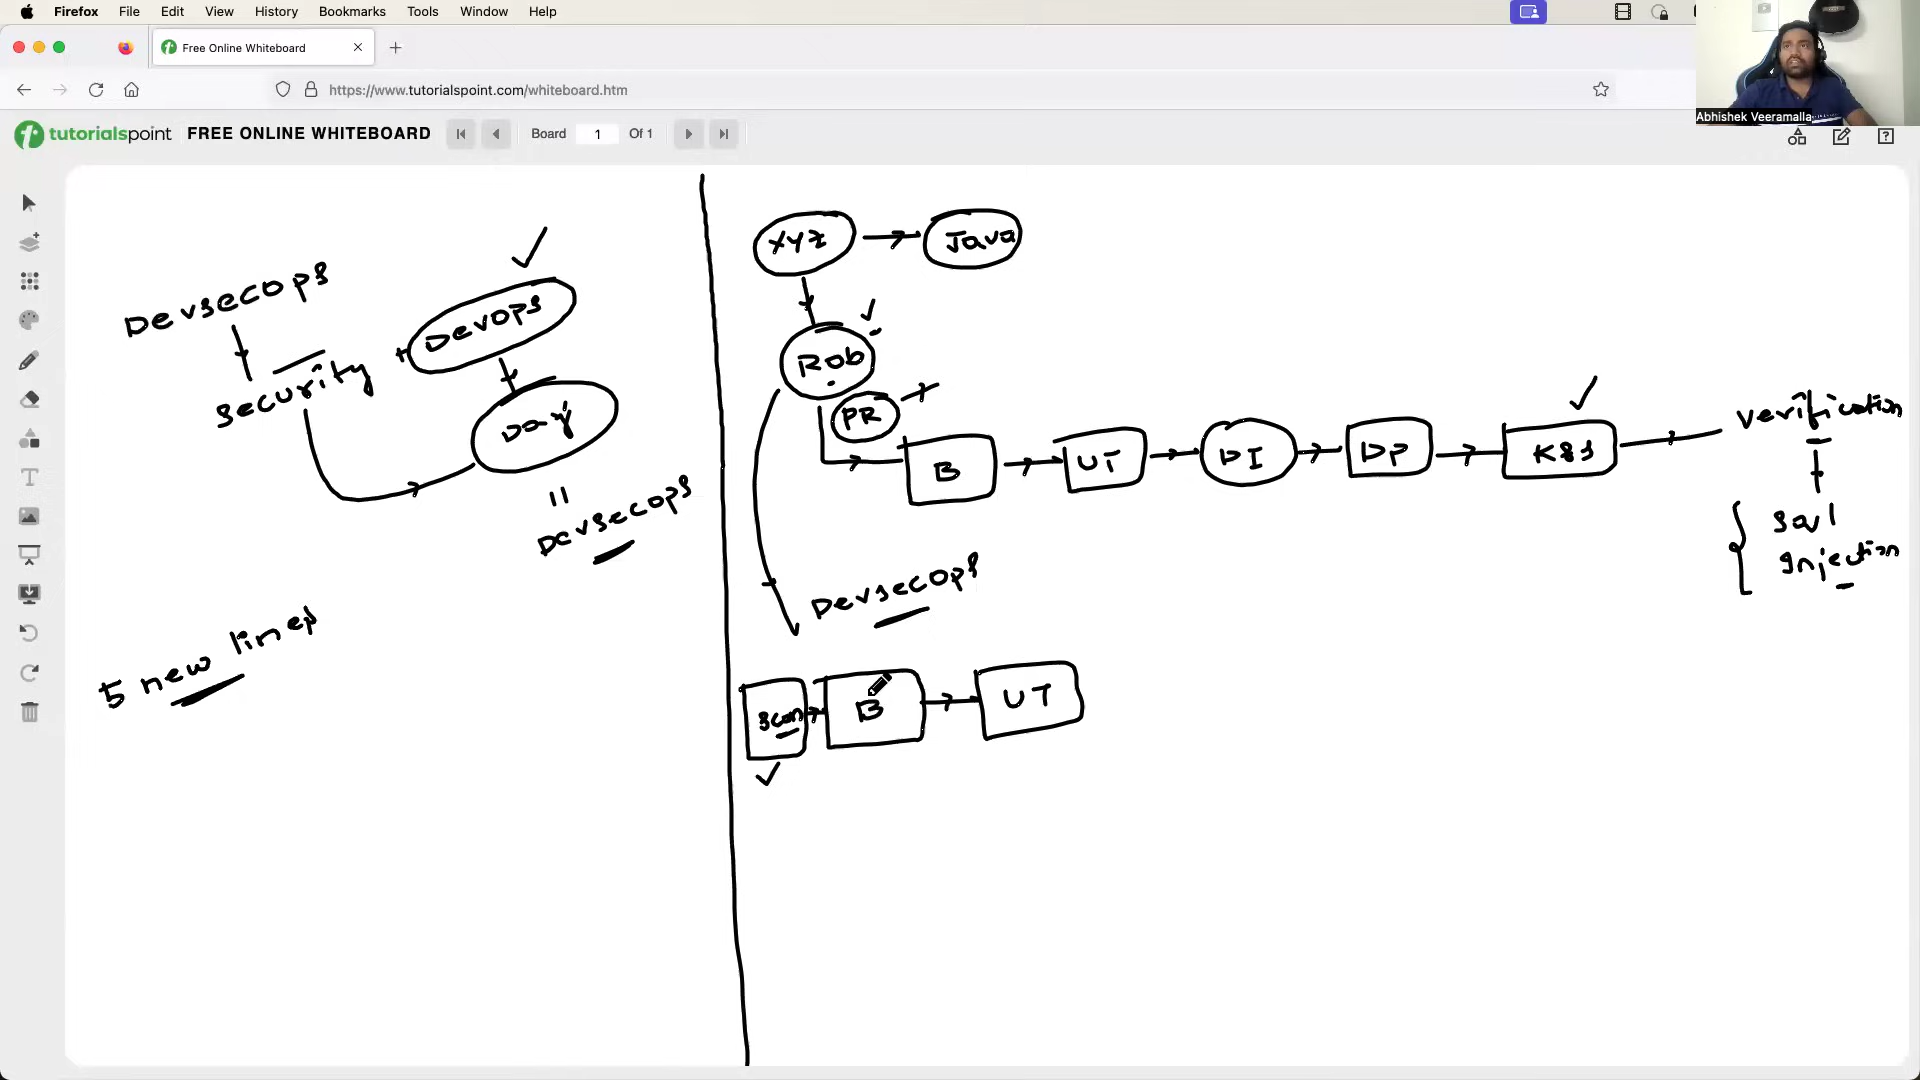 Firefox File Edit View History Bookmarks Tools Window Help
Free Online Whiteboard
https://www.tutorialspoint.com/whiteboard.htm
Abhishek Veeramalla
tutorialspoint FREE ONLINE WHITEBOARD Board 1 Of 1
Devsecops
security
+ Devops
Day
"
Devsecops
5 new lines
XYZ
Java
Rob
PR
B
UT
DI
DP
K8s
Verification
Sql
Injection
Devsecops
Scan
B
UT